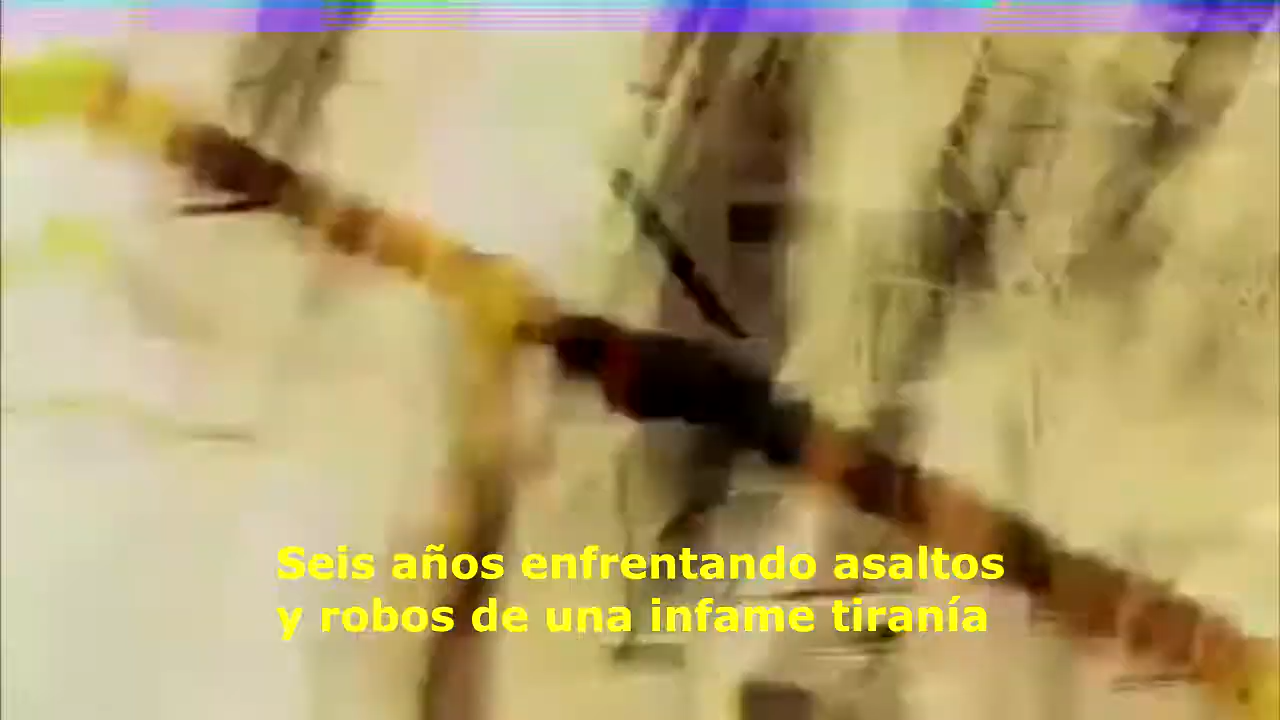 Seis años enfrentando asaltos
y robos de una infame tiranía